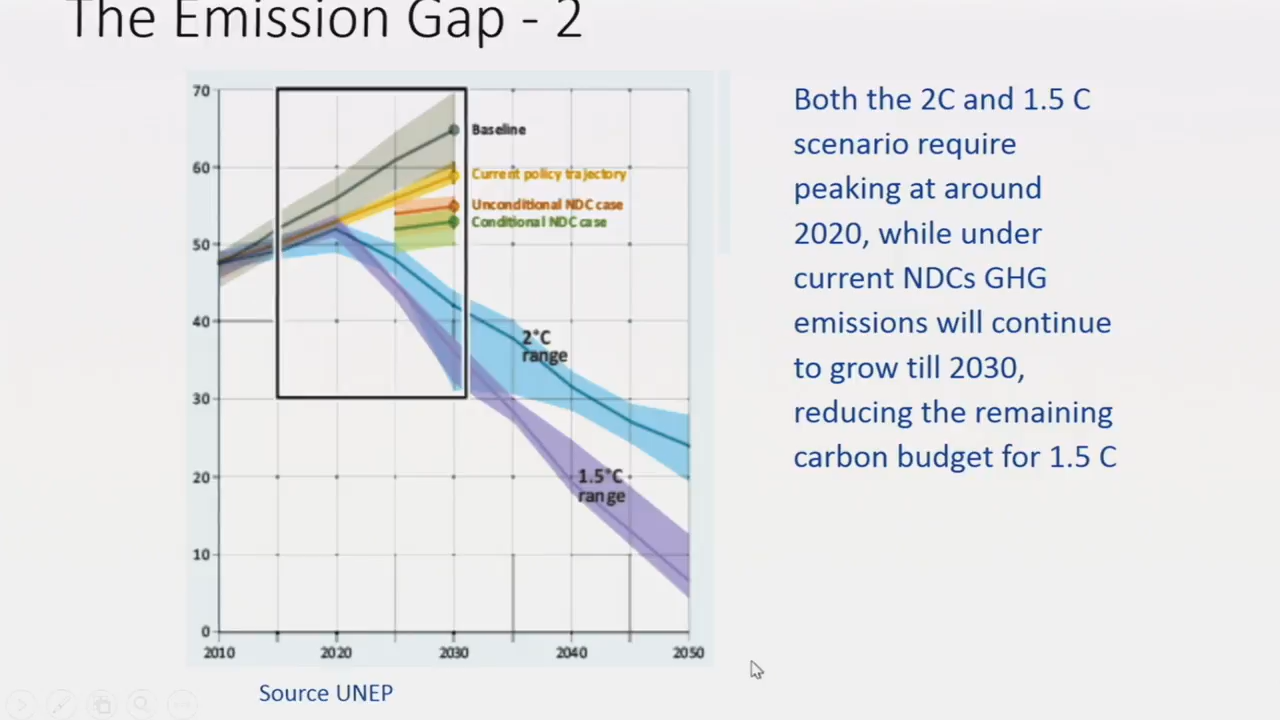 The Emission Gap - 2
70
60
50
40
30
20
10
0
2010
2020
2030
2040
2050
Baseline
Current policy trajectory
Unconditional NDC case
Conditional NDC case
2°C
range
1.5°C
range
Source UNEP
Both the 2C and 1.5 C
scenario require
peaking at around
2020, while under
current NDCs GHG
emissions will continue
to grow till 2030,
reducing the remaining
carbon budget for 1.5 C